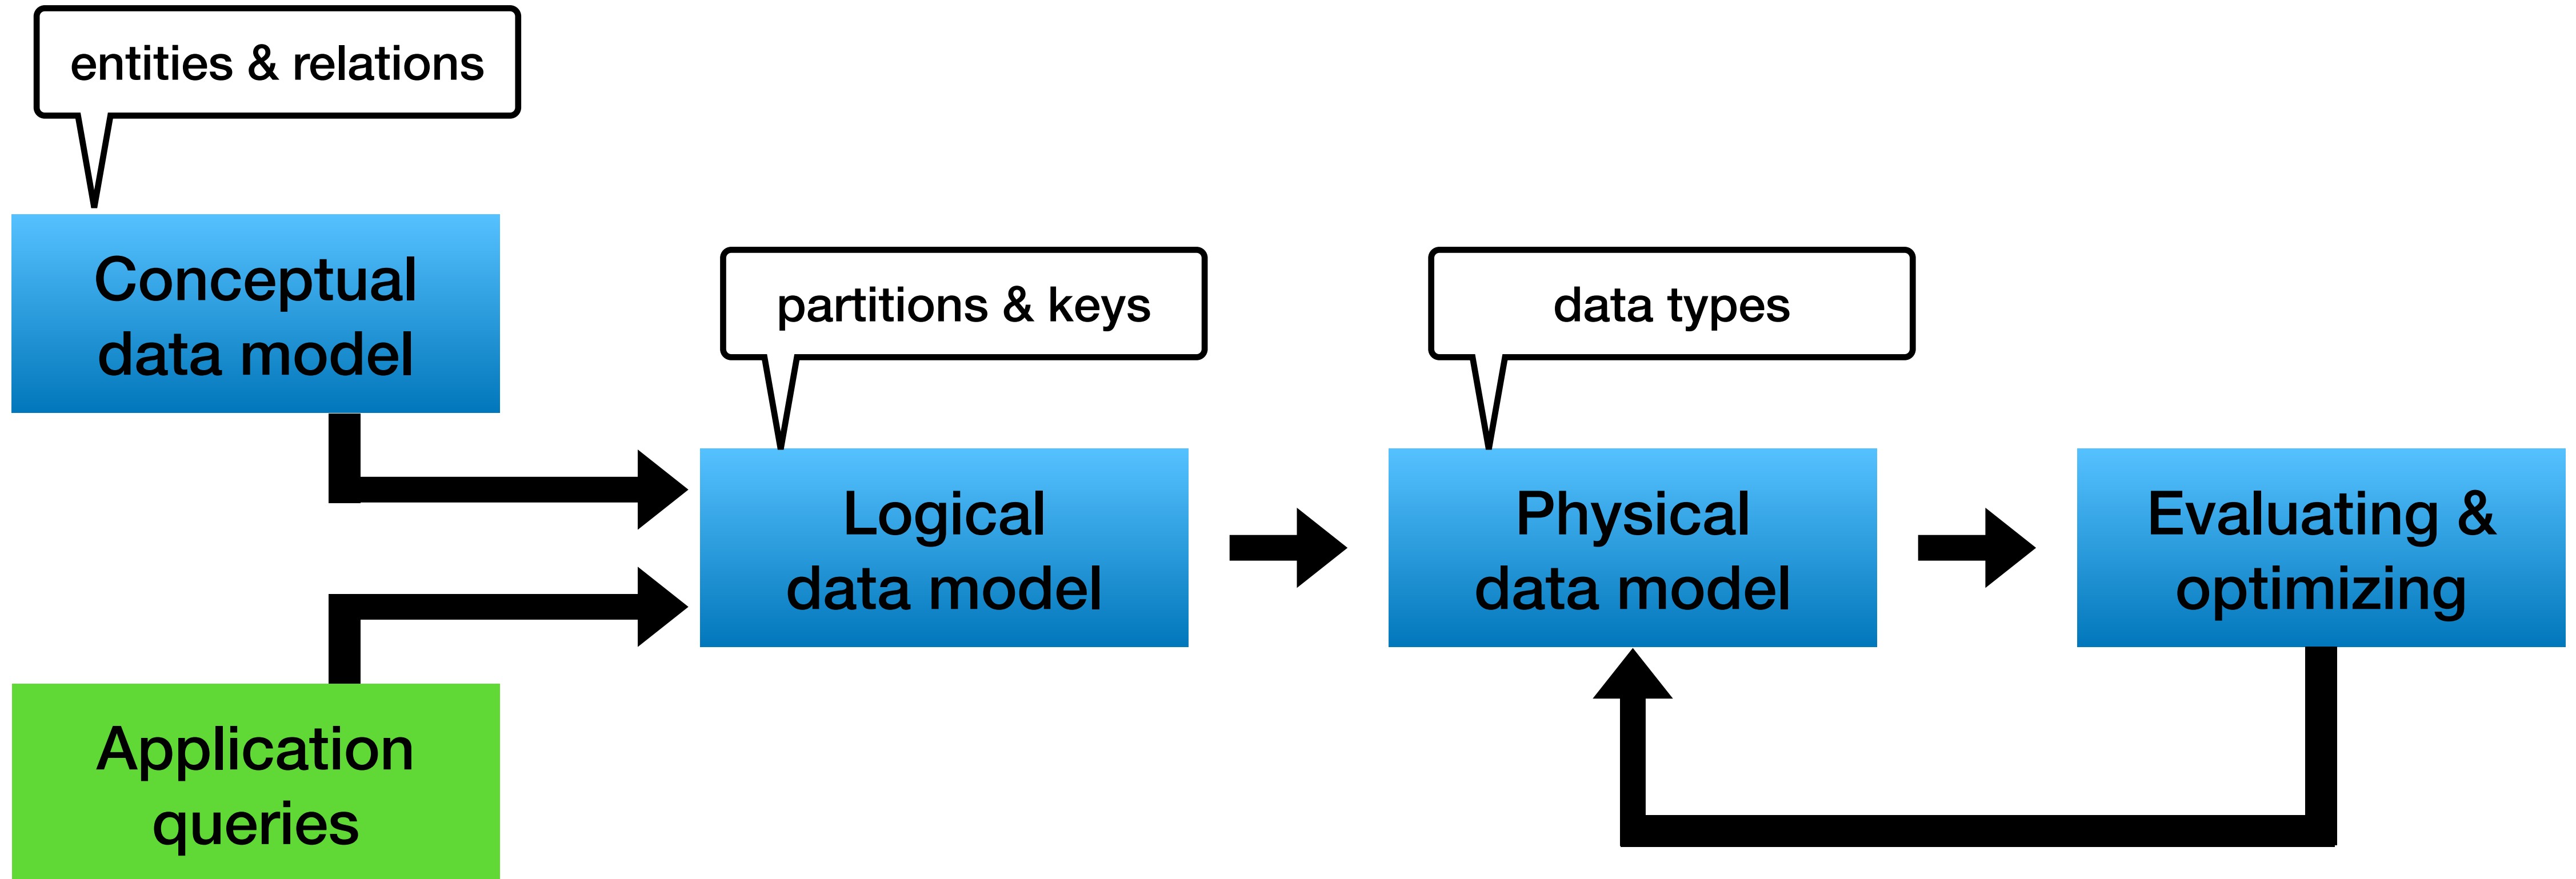 entities & relations
Conceptual
data model
partitions & keys
data types
Logical
data model
Physical
data model
Evaluating &
optimizing
Application
queries